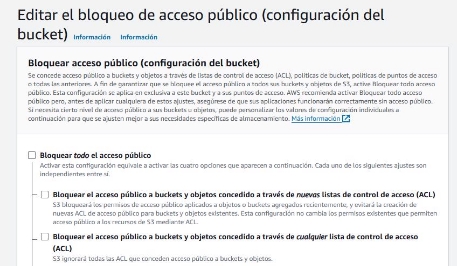 Editar el bloqueo de acceso público (configuración del
bucket) Información Información
Bloquear acceso público (configuración del bucket)
Se concede acceso público a buckets y objetos a través de listas de control de acceso (ACL), políticas de bucket, políticas de puntos de acceso
o todas las anteriores. A fin de garantizar que se bloquee el acceso público a todos sus buckets y objetos de S3, active Bloquear todo acceso
público. Esta configuración se aplica en exclusiva a este bucket y a sus puntos de acceso. AWS recomienda activar Bloquear todo acceso
público pero, antes de aplicar cualquiera de estos ajustes, asegúrese de que sus aplicaciones funcionarán correctamente sin acceso público.
Si necesita cierto nivel de acceso público a sus buckets u objetos, puede personalizar los valores de configuración individuales a
continuación para que se ajusten mejor a sus necesidades específicas de almacenamiento. Más información
Bloquear todo el acceso público
Activar esta configuración equivale a activar las cuatro opciones que aparecen a continuación. Cada uno de los siguientes ajustes son
independientes entre sí.
Bloquear el acceso público a buckets y objetos concedido a través de nuevas listas de control de acceso (ACL)
S3 bloqueará los permisos de acceso público aplicados a objetos o buckets agregados recientemente, y evitará la creación de
nuevas ACL de acceso público para buckets y objetos existentes. Esta configuración no cambia los permisos existentes que permiten
acceso público a los recursos de S3 mediante ACL.
Bloquear el acceso público a buckets y objetos concedido a través de cualquier lista de control de acceso
(ACL)
S3 ignorará todas las ACL que conceden acceso público a buckets y objetos.